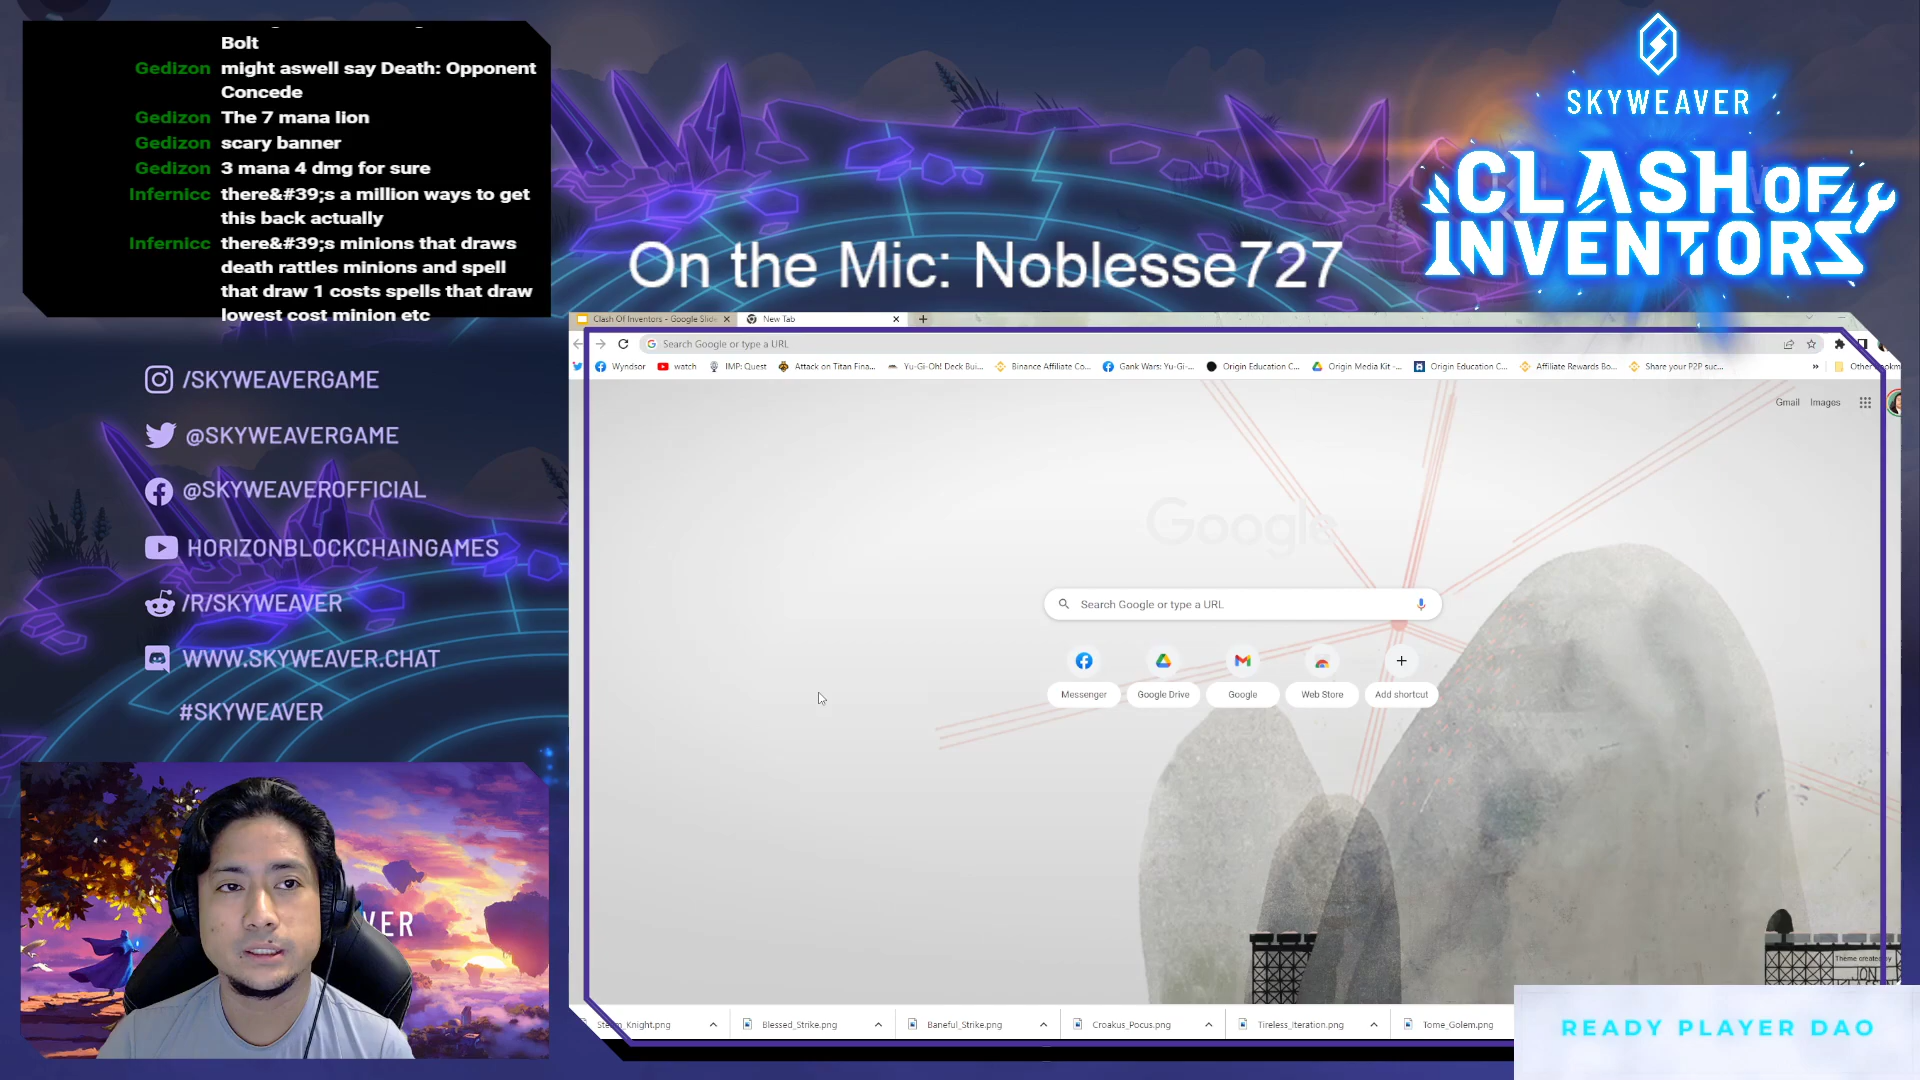 Bolt
Gedizon might aswell say Death: Opponent
Concede
Gedizon The 7 mana lion
Gedizon scary banner
Gedizon 3 mana 4 dmg for sure
Infernicc there&#39;s a million ways to get
this back actually
Infernicc there&#39;s minions that draws
death rattles minions and spell
that draw 1 costs spells that draw
lowest cost minion etc
/SKYWEAVERGAME
@SKYWEAVERGAME
@SKYWEAVEROFFICIAL
HORIZONBLOCKCHAINGAMES
/R/SKYWEAVER
WWW.SKYWEAVER.CHAT
#SKYWEAVER
VER
On the Mic: Noblesse727
SKYWEAVER
CLASH OF
INVENTORS
Clash Of Inventors - Google Slide
New Tab
Search Google or type a URL
Wyndsor
watch
IMP: Quest
Attack on Titan Fina...
Yu-Gi-Oh! Deck Bui...
Binance Affiliate Co...
Gank Wars: Yu-Gi-...
Origin Education C...
Origin Media Kit -...
Origin Education C...
Affiliate Rewards Bo...
Share your P2P suc...
»
Gmail Images
Google
Search Google or type a URL
Messenger
Google Drive
Google
Web Store
Add shortcut
Theme created
JON
Steam_Knight.png
Blessed_Strike.png
Baneful_Strike.png
Croakus_Pocus.png
Tireless_Iteration.png
Tome_Golem.png
READY PLAYER DAO